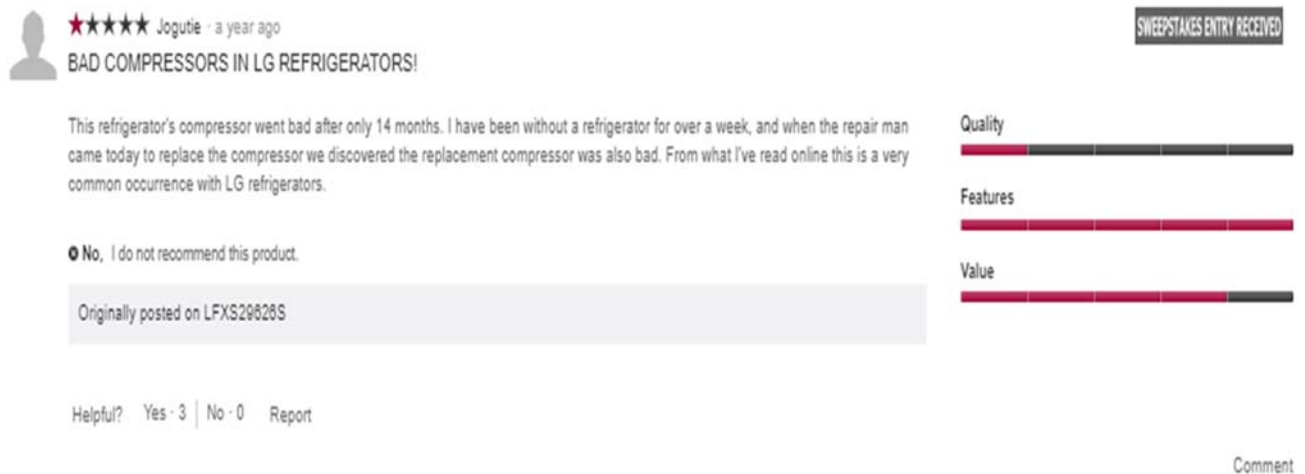 Jogutie · a year ago
SWEEPSTAKES ENTRY RECEIVED
BAD COMPRESSORS IN LG REFRIGERATORS!
This refrigerator's compressor went bad after only 14 months. I have been without a refrigerator for over a week, and when the repair man
came today to replace the compressor we discovered the replacement compressor was also bad. From what I've read online this is a very
common occurrence with LG refrigerators.
No, I do not recommend this product.
Originally posted on LFXS29626S
Helpful? Yes · 3 No · 0 Report
Quality
Features
Value
Comment